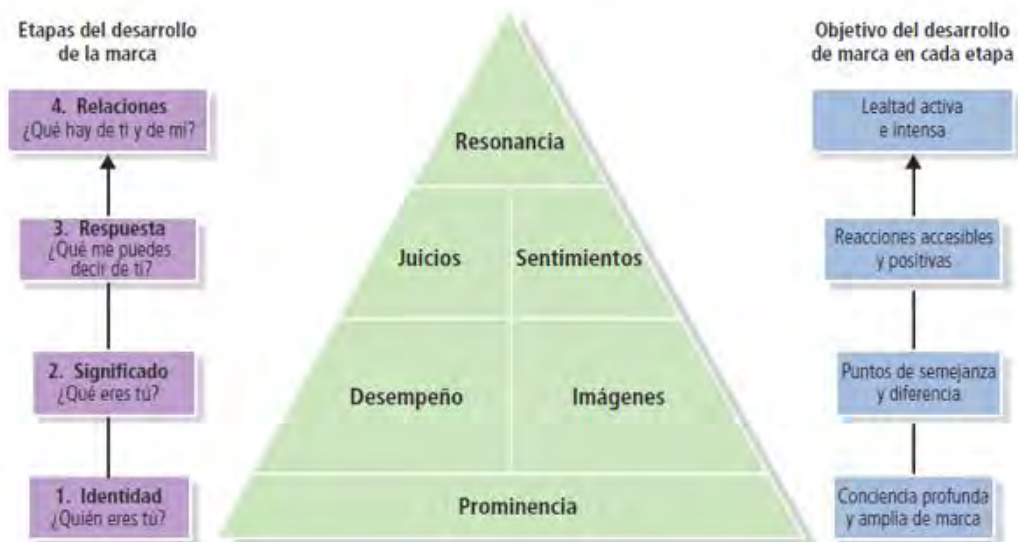 Etapas del desarrollo
de la marca
4. Relaciones
¿Qué hay de ti y de mí?
3. Respuesta
¿Qué me puedes
decir de ti?
2. Significado
¿Qué eres tú?
1. Identidad
¿Quién eres tú?
Resonancia
Juicios
Sentimientos
Desempeño
Imágenes
Prominencia
Objetivo del desarrollo
de marca en cada etapa
Lealtad activa
e intensa
Reacciones accesibles
y positivas
Puntos de semejanza
y diferencia
Conciencia profunda
y amplia de marca